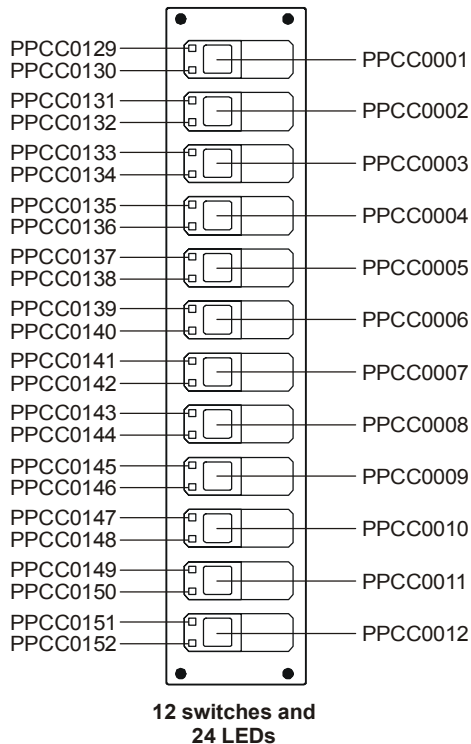 PPCC0129
PPCC0130
PPCC0001
PPCC0131
PPCC0132
PPCC0002
PPCC0133
PPCC0134
PPCC0003
PPCC0135
PPCC0136
PPCC0004
PPCC0137
PPCC0138
PPCC0005
PPCC0139
PPCC0140
PPCC0006
PPCC0141
PPCC0142
PPCC0007
PPCC0143
PPCC0144
PPCC0008
PPCC0145
PPCC0146
PPCC0009
PPCC0147
PPCC0148
PPCC0010
PPCC0149
PPCC0150
PPCC0011
PPCC0151
PPCC0152
PPCC0012
12 switches and
24 LEDs